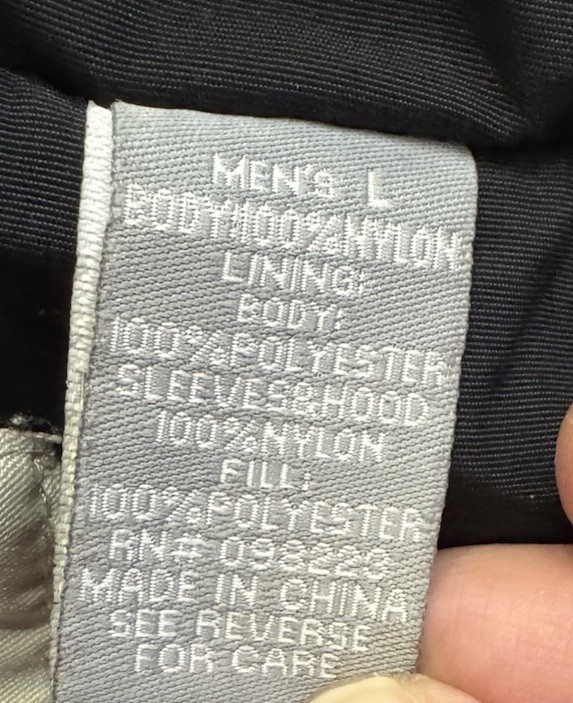 MEN'S L
BODY:100%NYLON
LINING:
BODY:
100%POLYESTER
SLEEVES&HOOD
100%NYLON
FILL:
100%POLYESTER
RN# 098223
MADE IN CHINA
SEE REVERSE
FOR CARE